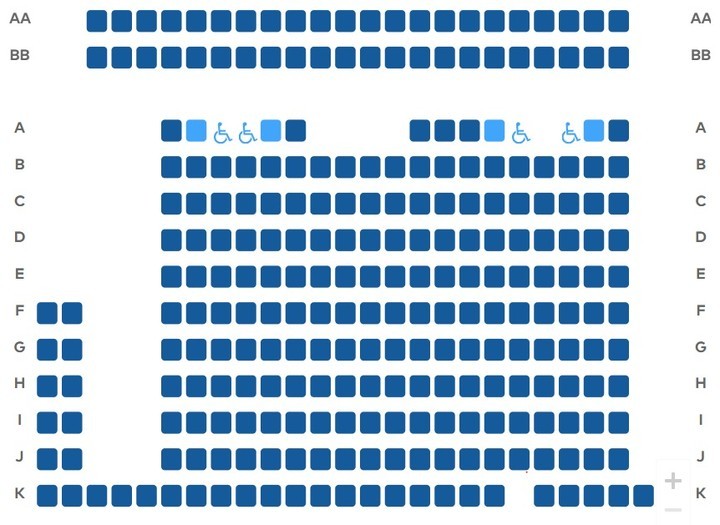 AA AA
BB BB
A A
B B
C C
D D
E E
F F
G G
H H
I I
J J
K K
+
−